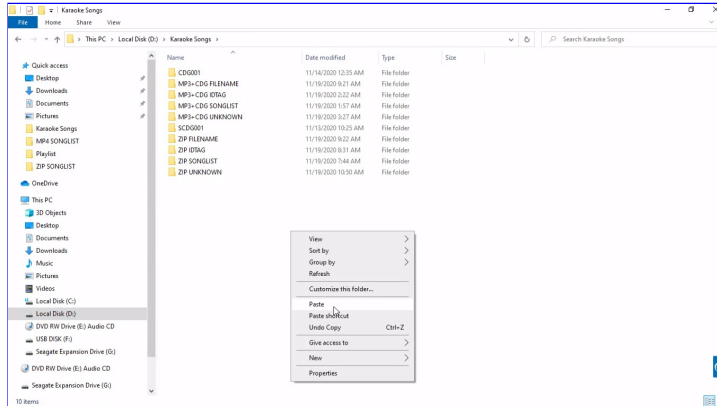 Karaoke Songs
File Home Share View
This PC > Local Disk (D:) > Karaoke Songs >
Search Karaoke Songs
Quick access
Desktop
Downloads
Documents
Pictures
Karaoke Songs
MP4 SONGLIST
Playlist
ZIP SONGLIST
OneDrive
This PC
3D Objects
Desktop
Documents
Downloads
Music
Pictures
Videos
Local Disk (C:)
Local Disk (D:)
DVD RW Drive (E:) Audio CD
USB DISK (F:)
Seagate Expansion Drive (G:)
DVD RW Drive (E:) Audio CD
Seagate Expansion Drive (G:)
Name Date modified Type Size
CDG001 11/14/2020 12:35 AM File folder
MP3+CDG FILENAME 11/19/2020 9:21 AM File folder
MP3+CDG IDTAG 11/19/2020 2:22 AM File folder
MP3+CDG SONGLIST 11/19/2020 1:57 AM File folder
MP3+CDG UNKNOWN 11/19/2020 3:27 AM File folder
SCDG001 11/13/2020 10:25 AM File folder
ZIP FILENAME 11/19/2020 9:22 AM File folder
ZIP IDTAG 11/19/2020 8:31 AM File folder
ZIP SONGLIST 11/19/2020 7:44 AM File folder
ZIP UNKNOWN 11/19/2020 10:50 AM File folder
View
Sort by
Group by
Refresh
Customize this folder...
Paste
Paste shortcut
Undo Copy Ctrl+Z
Give access to
New
Properties
10 items